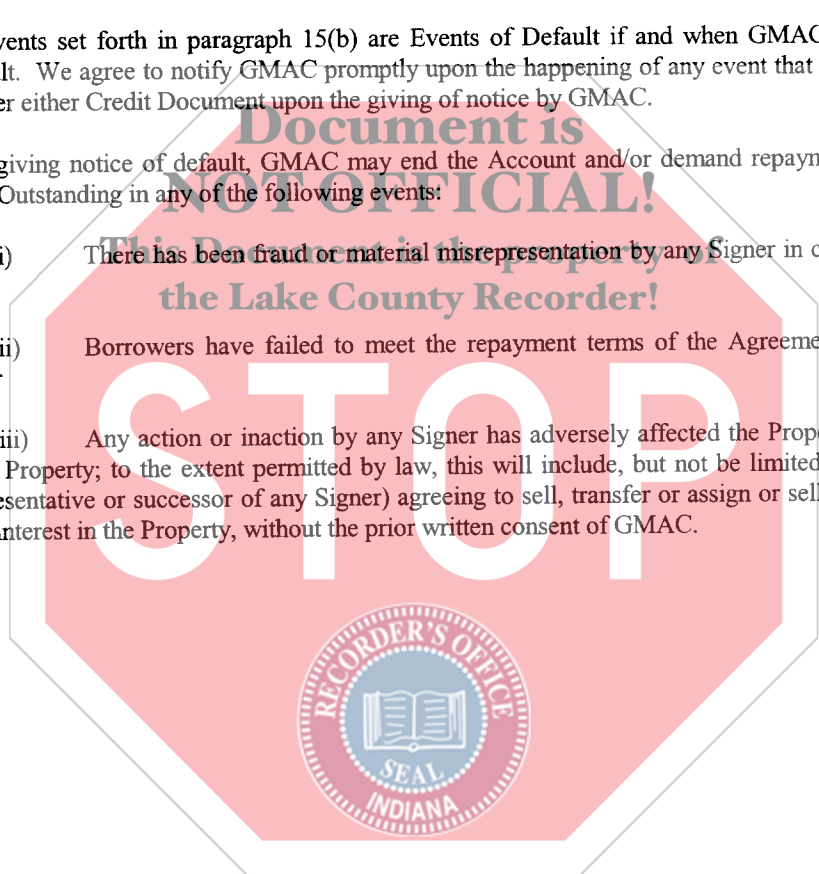 vents set forth in paragraph 15(b) are Events of Default if and when GMAC
lt. We agree to notify GMAC promptly upon the happening of any event that
er either Credit Document upon the giving of notice by GMAC.
Document is
giving notice of default, GMAC may end the Account and/or demand repaym
Outstanding in any of the following events:
NOT OFFICIAL!
This Document is the property of
i) There has been fraud or material misrepresentation by any Signer in c
the Lake County Recorder!
ii) Borrowers have failed to meet the repayment terms of the Agreeme
STOP
iii) Any action or inaction by any Signer has adversely affected the Prop
Property; to the extent permitted by law, this will include, but not be limited
esentative or successor of any Signer) agreeing to sell, transfer or assign or sell
nterest in the Property, without the prior written consent of GMAC.
RECORDER'S OFFICE
SEAL
INDIANA